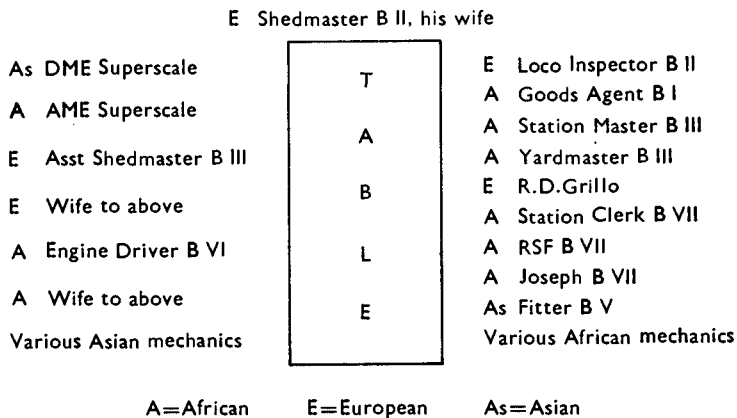 E Shedmaster B II, his wife
As DME Superscale
A AME Superscale
E Asst Shedmaster B III
E Wife to above
A Engine Driver B VI
A Wife to above
Various Asian mechanics
T
A
B
L
E
E Loco Inspector B II
A Goods Agent B I
A Station Master B III
A Yardmaster B III
E R.D.Grillo
A Station Clerk B VII
A RSF B VII
A Joseph B VII
As Fitter B V
Various African mechanics
A=African E=European As=Asian